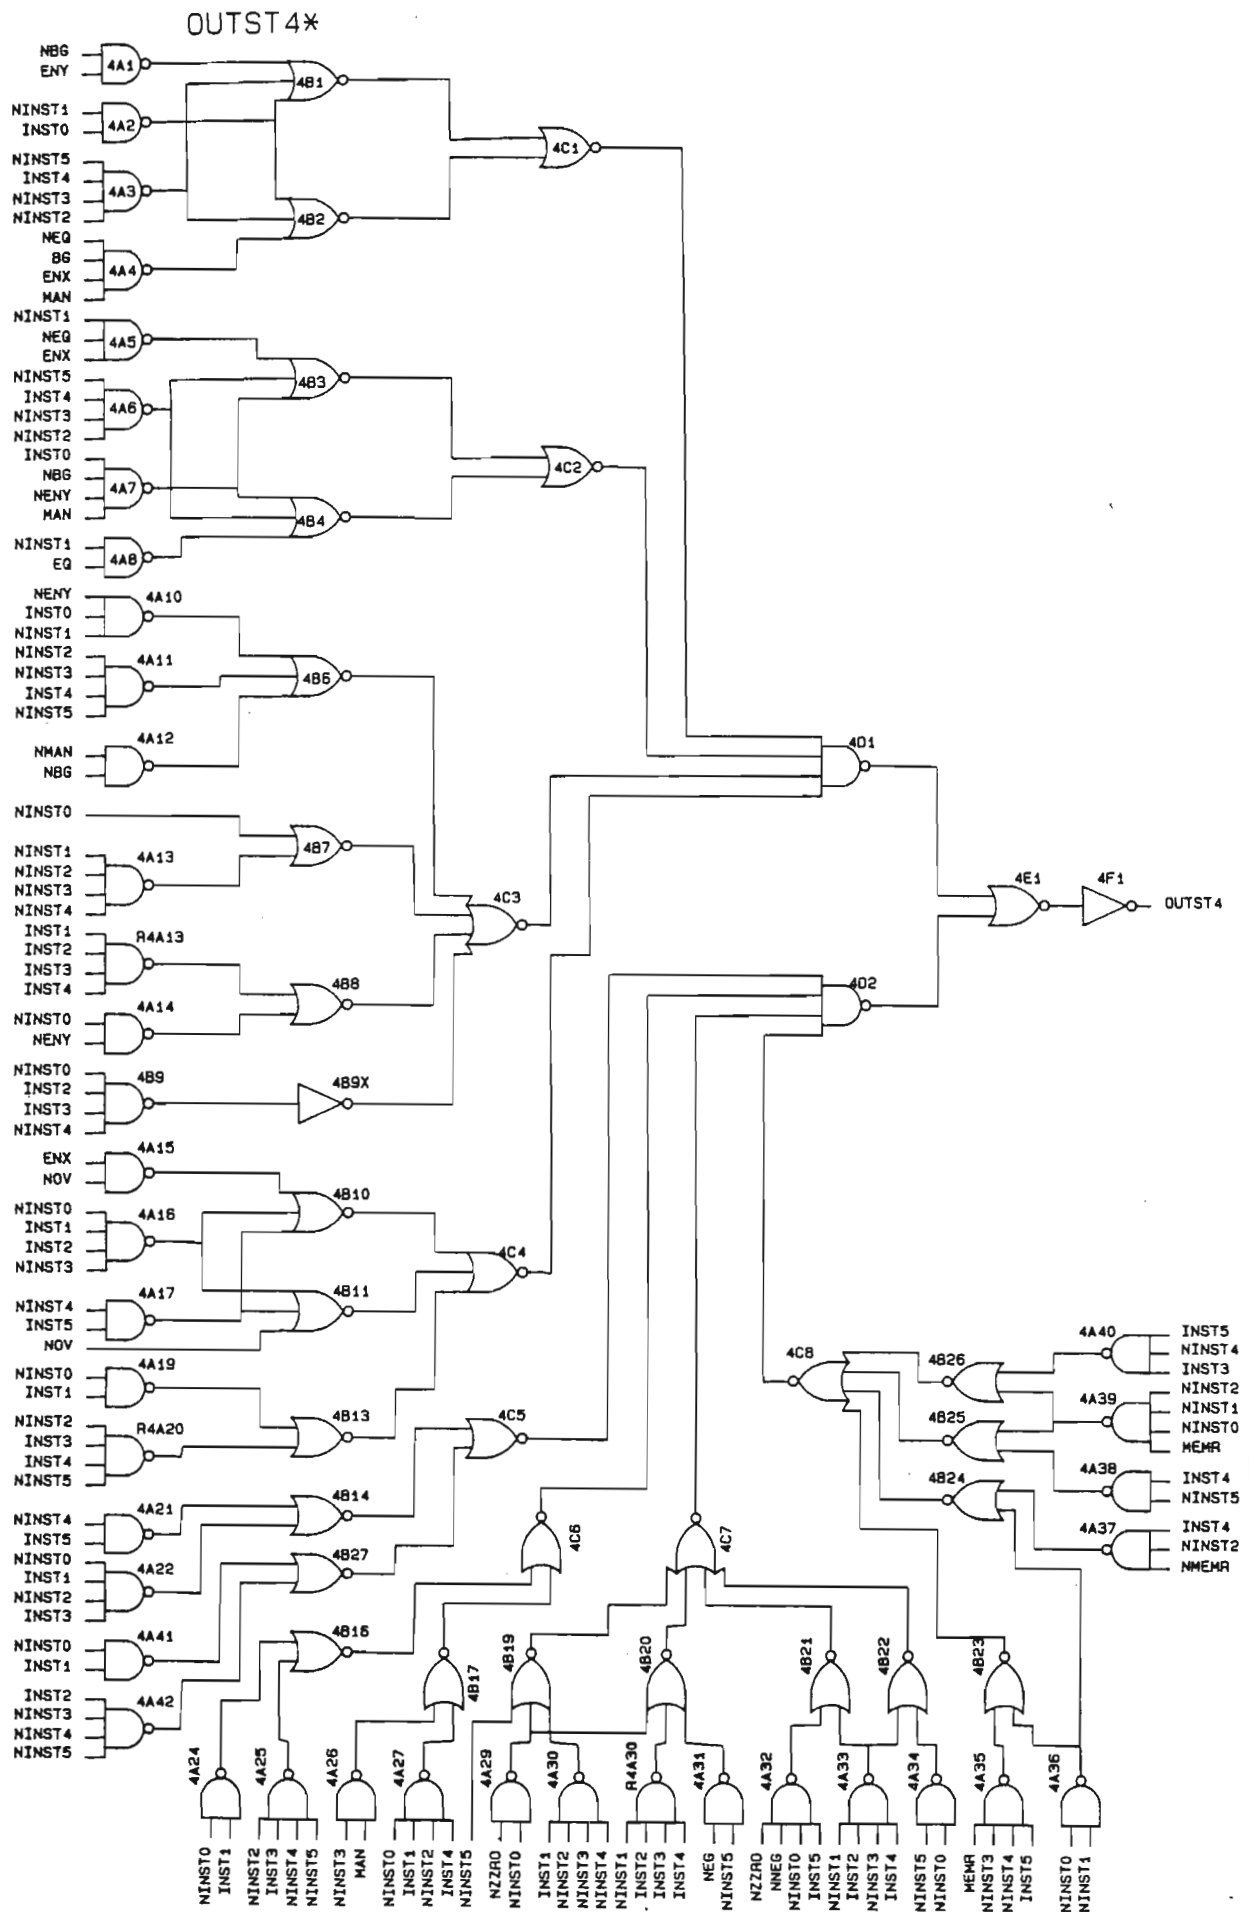 OUTST4*
NBG
ENY
4A1
NINST1
INST0
4A2
NINST5
INST4
NINST3
NINST2
4A3
NEQ
BG
ENX
MAN
4A4
4B1
4B2
4C1
NINST1
NEQ
ENX
4A5
NINST5
INST4
NINST3
NINST2
4A6
INST0
NBG
NENY
MAN
4A7
NINST1
EQ
4A8
4B3
4B4
4C2
NENY
INST0
NINST1
4A10
NINST2
NINST3
INST4
NINST5
4A11
NMAN
NBG
4A12
4B6
NINST0
4B7
NINST1
NINST2
NINST3
NINST4
4A13
INST1
INST2
INST3
INST4
R4A13
NINST0
NENY
4A14
4B8
4C3
NINST0
INST2
INST3
NINST4
4B9
4B9X
4D1
4D2
4E1
4F1
OUTST4
ENX
NOV
4A15
NINST0
INST1
INST2
NINST3
4A16
NINST4
INST5
4A17
NOV
4B10
4B11
4C4
NINST0
INST1
4A19
NINST2
INST3
INST4
NINST5
R4A20
4B13
4C5
NINST4
INST5
4A21
NINST0
INST1
NINST2
INST3
4A22
4B14
4B27
NINST0
INST1
4A41
INST2
NINST3
NINST4
NINST5
4A42
4B16
4C6
4C7
4C8
4B26
4B25
4B24
4A40
INST5
NINST4
INST3
4A39
NINST2
NINST1
NINST0
MEMR
4A38
INST4
NINST5
4A37
INST4
NINST2
NMEMR
4B17
4B19
4B20
4B21
4B22
4B23
4A24
4A25
4A26
4A27
4A29
4A30
R4A30
4A31
4A32
4A33
4A34
4A35
4A36
NINST0
INST1
NINST2
INST3
NINST4
NINST5
NINST3
MAN
NINST0
INST1
NINST2
INST4
NINST5
NZZRO
NINST0
INST1
NINST2
NINST3
NINST4
NINST1
INST2
INST3
INST4
NEG
NINST5
NZZRO
NNEG
NINST0
INST5
NINST1
INST2
NINST3
INST4
NINST5
NINST0
MEMR
NINST3
NINST4
INST5
NINST0
NINST1